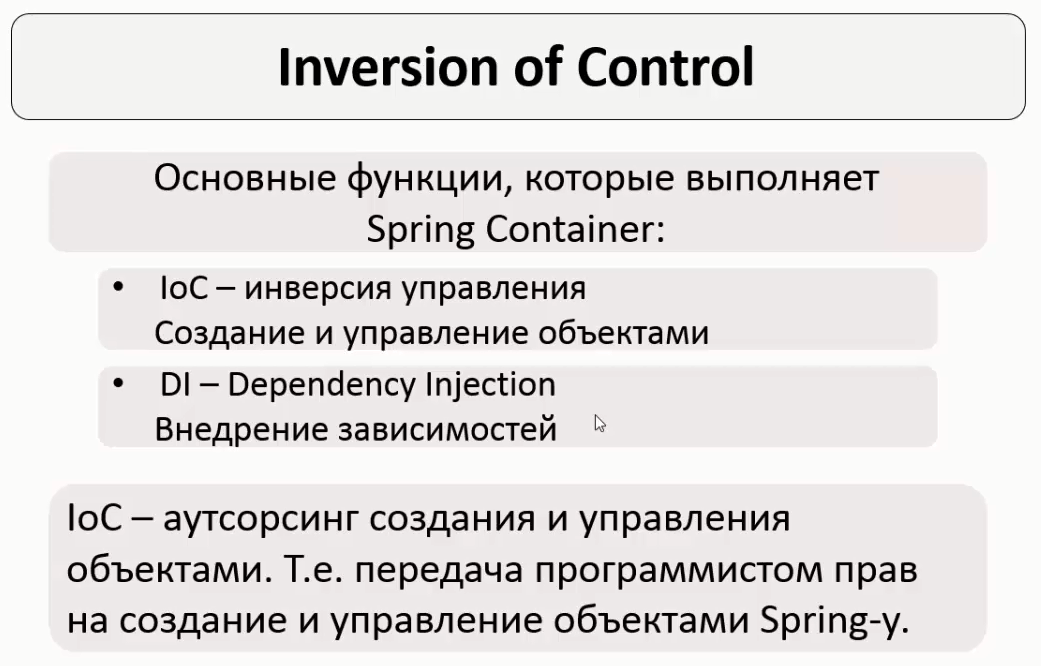 Inversion of Control
Основные функции, которые выполняет
Spring Container:
• IoC – инверсия управления
Создание и управление объектами
• DI – Dependency Injection
Внедрение зависимостей
IoC – аутсорсинг создания и управления
объектами. Т.е. передача программистом прав
на создание и управление объектами Spring-у.